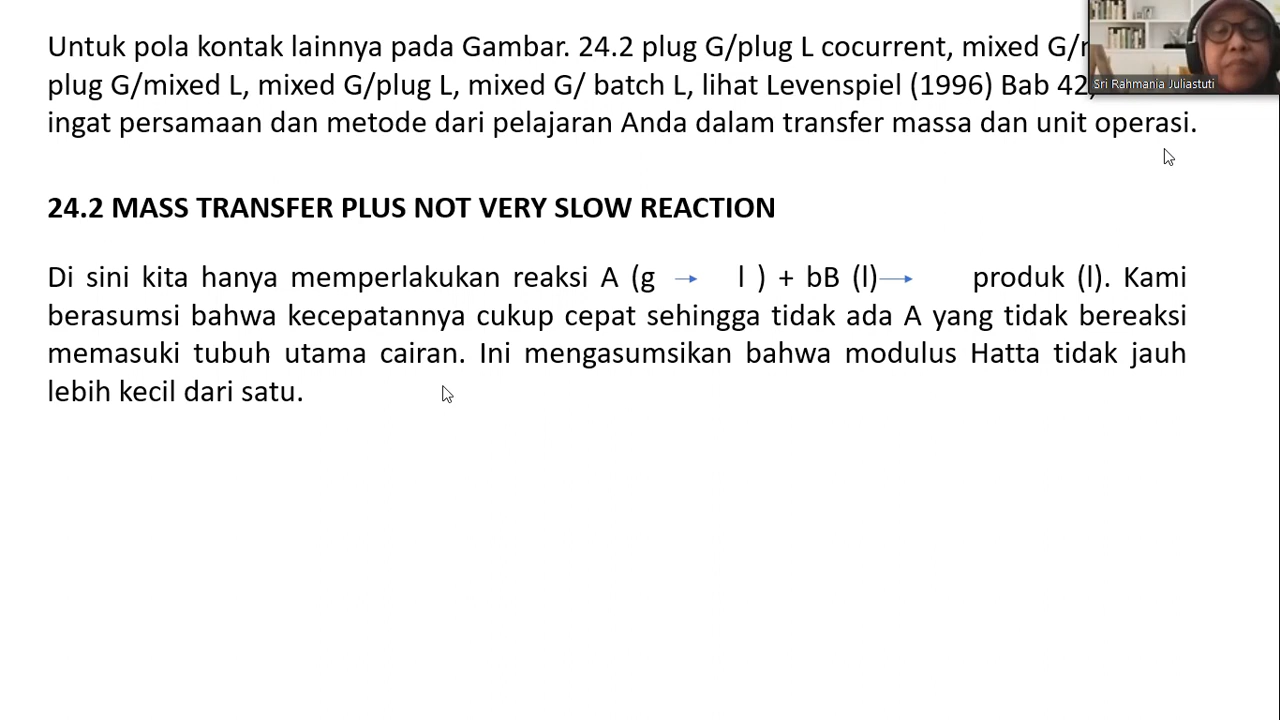 Untuk pola kontak lainnya pada Gambar. 24.2 plug G/plug L cocurrent, mixed
Sri Rahmania Juliastuti
plug G/mixed L, mixed G/plug L, mixed G/ batch L, lihat Levenspiel (1996) Bab 42,
ingat persamaan dan metode dari pelajaran Anda dalam transfer massa dan unit operasi.
24.2 MASS TRANSFER PLUS NOT VERY SLOW REACTION
Di sini kita hanya memperlakukan reaksi A (g → l ) + bB (l)→ produk (l). Kami
berasumsi bahwa kecepatannya cukup cepat sehingga tidak ada A yang tidak bereaksi
memasuki tubuh utama cairan. Ini mengasumsikan bahwa modulus Hatta tidak jauh
lebih kecil dari satu.